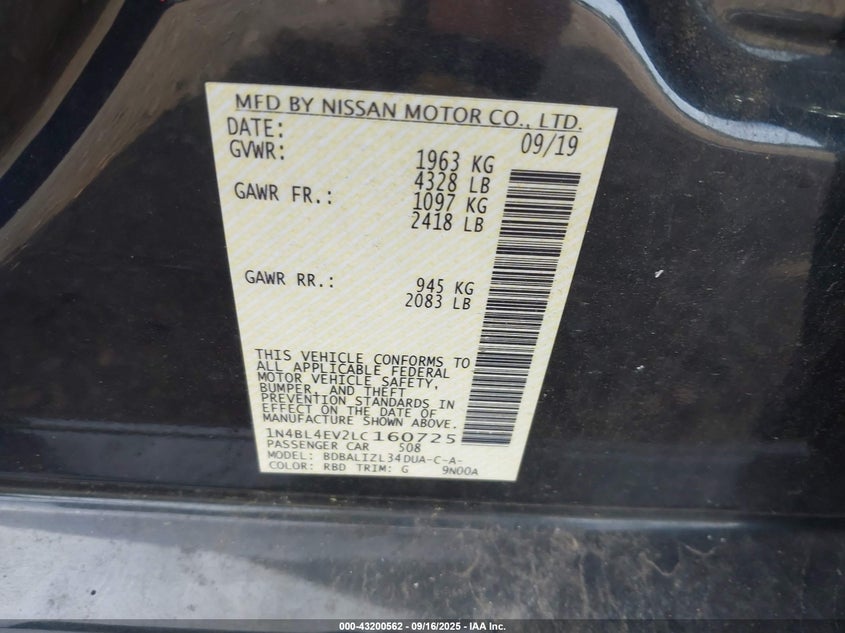 MFD BY NISSAN MOTOR CO., LTD.
DATE: 09/19
GVWR: 1963 KG
4328 LB
GAWR FR.: 1097 KG
2418 LB
GAWR RR.: 945 KG
2083 LB
THIS VEHICLE CONFORMS TO
ALL APPLICABLE FEDERAL
MOTOR VEHICLE SAFETY,
BUMPER, AND THEFT
PREVENTION STANDARDS IN
EFFECT ON THE DATE OF
MANUFACTURE SHOWN ABOVE.
1N4BL4EV2LC160725
PASSENGER CAR 508
MODEL: BDBALIZL34DUA-C-A-
COLOR: RBD TRIM: G 9N00A
000-43200562 - 09/16/2025 - IAA Inc.